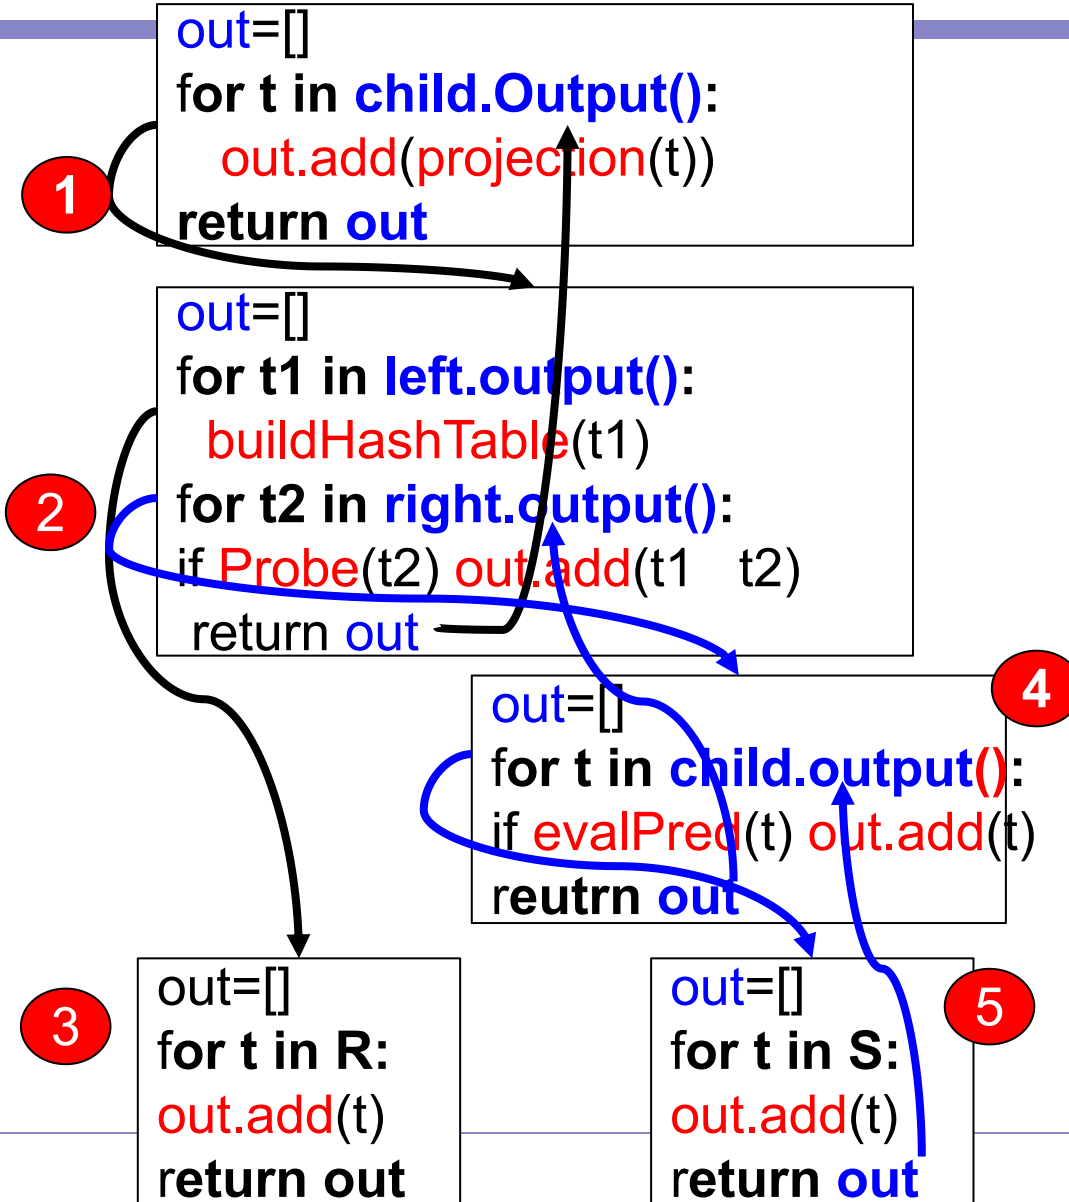 out=[]
for t in child.Output():
out.add(projection(t))
return out
1
out=[]
for t1 in left.output():
buildHashTable(t1)
for t2 in right.output():
if Probe(t2) out.add(t1 t2)
return out
2
4
out=[]
for t in child.output():
if evalPred(t) out.add(t)
reutrn out
3
out=[]
for t in R:
out.add(t)
return out
5
out=[]
for t in S:
out.add(t)
return out